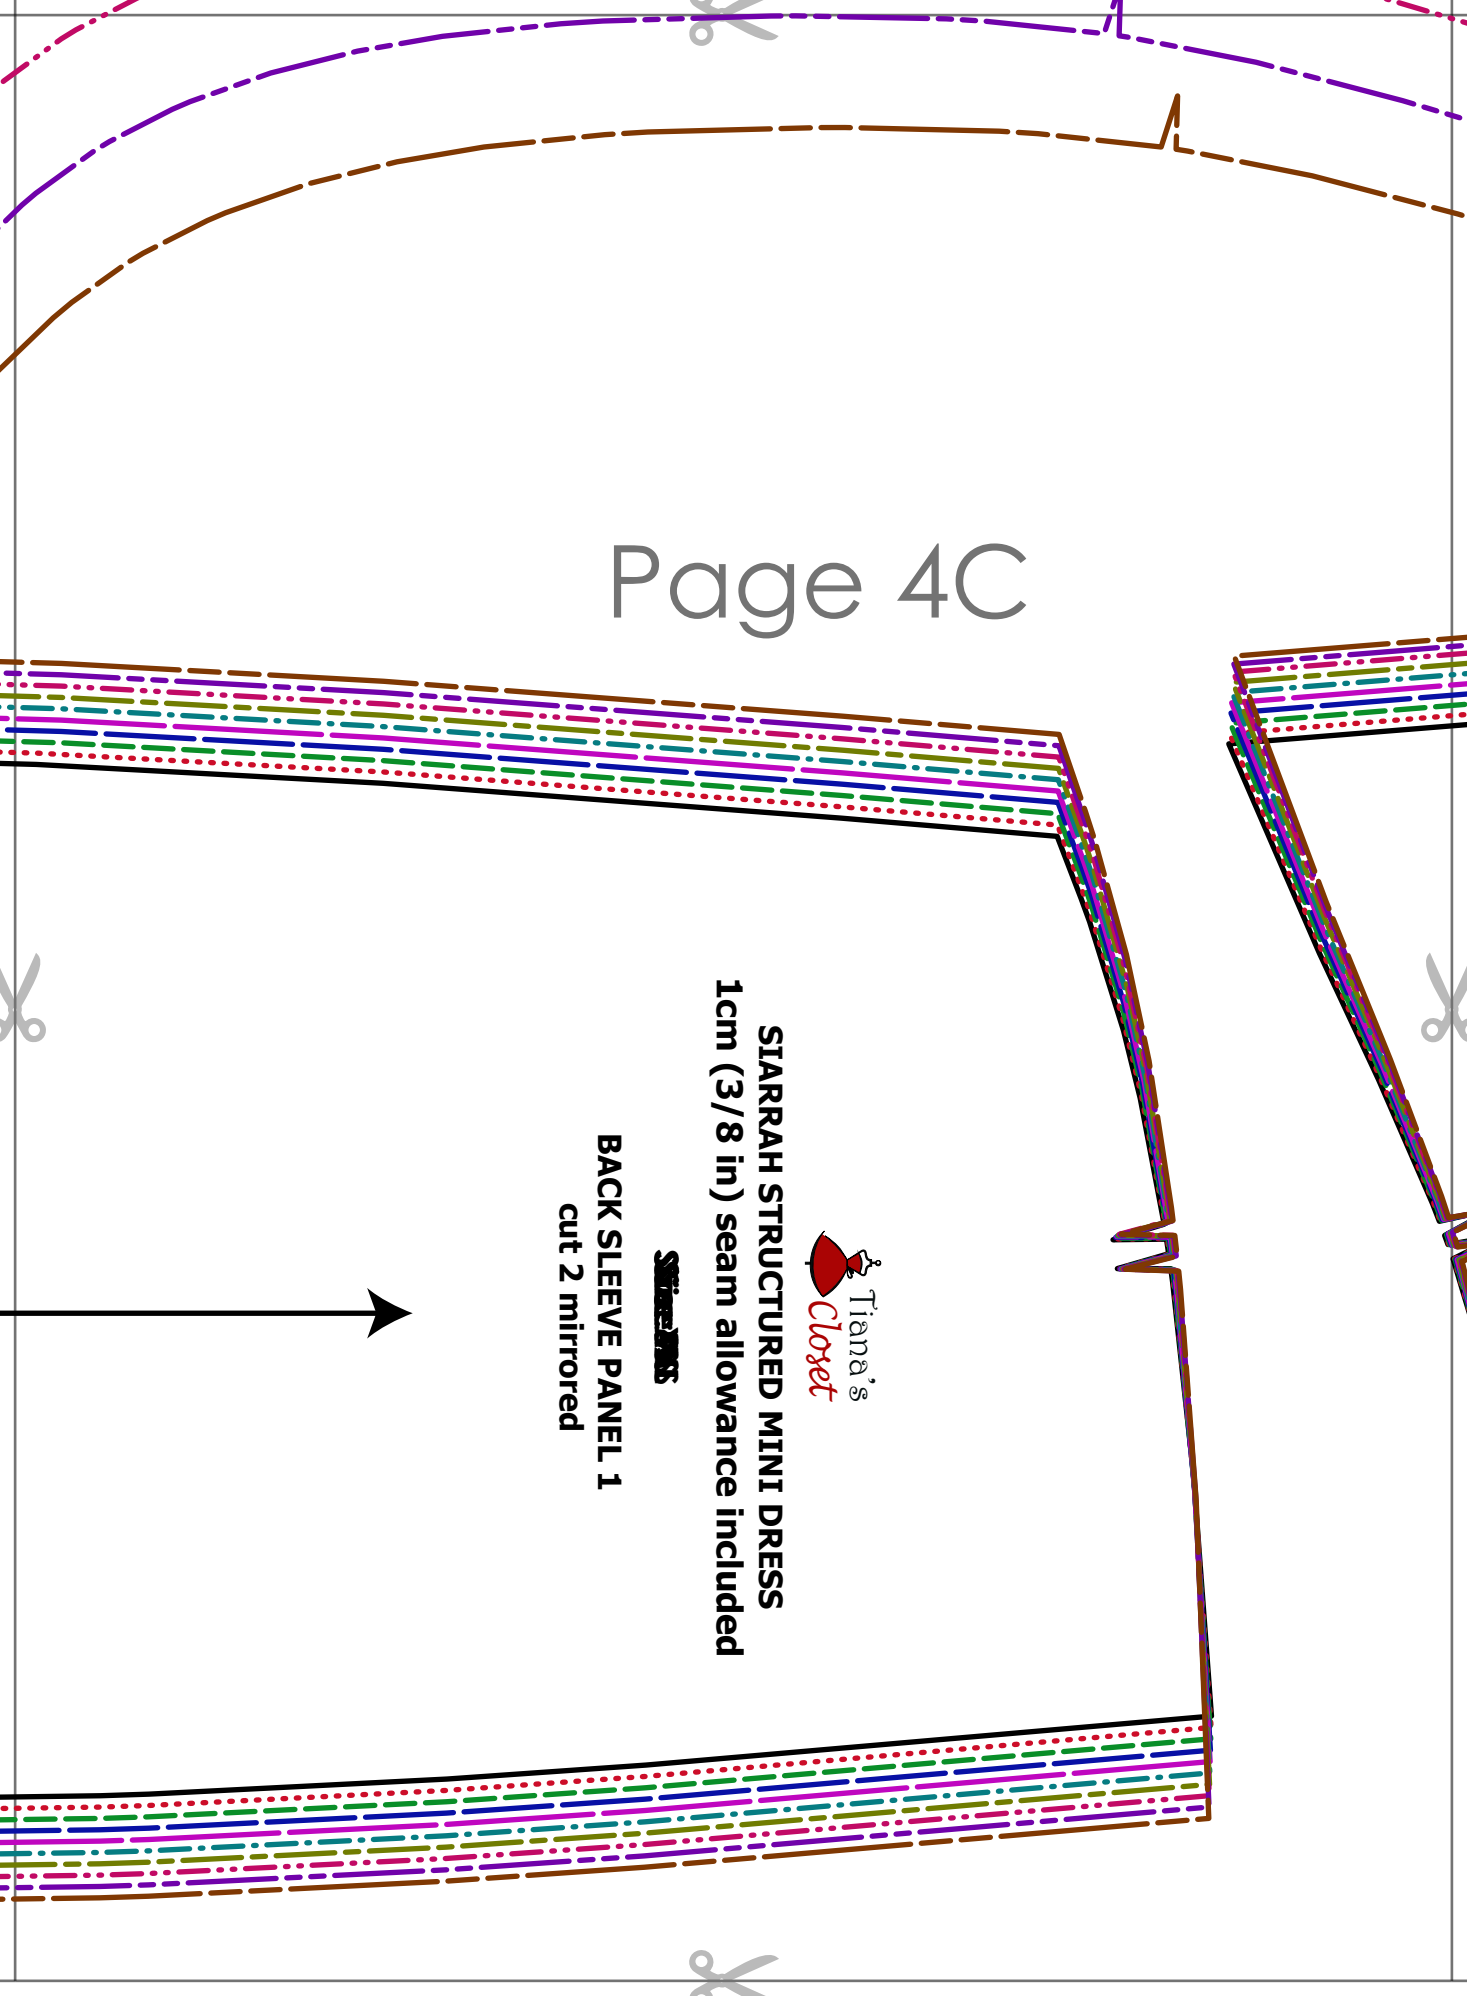 Page 4C
Tiana's
Closet
SIARRAH STRUCTURED MINI DRESS
1cm (3/8 in) seam allowance included
BACK SLEEVE PANEL 1
cut 2 mirrored